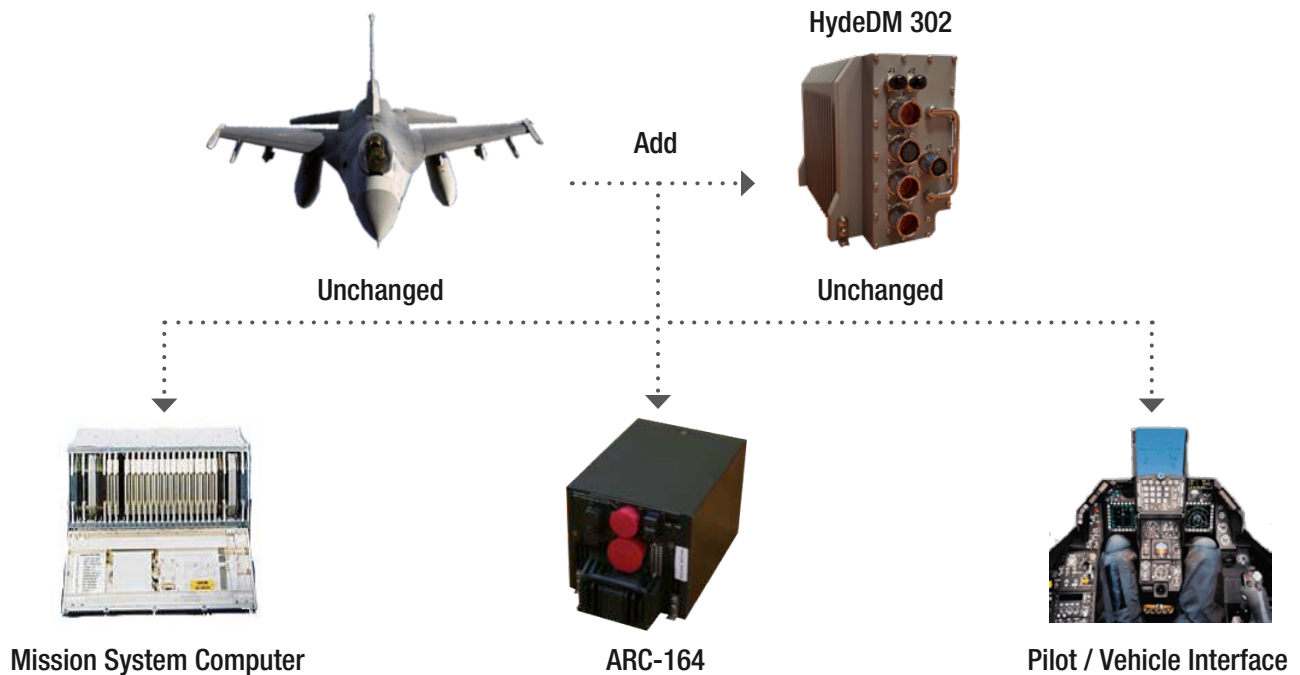 HydeDM 302
Add
Unchanged
Unchanged
Mission System Computer
ARC-164
Pilot / Vehicle Interface